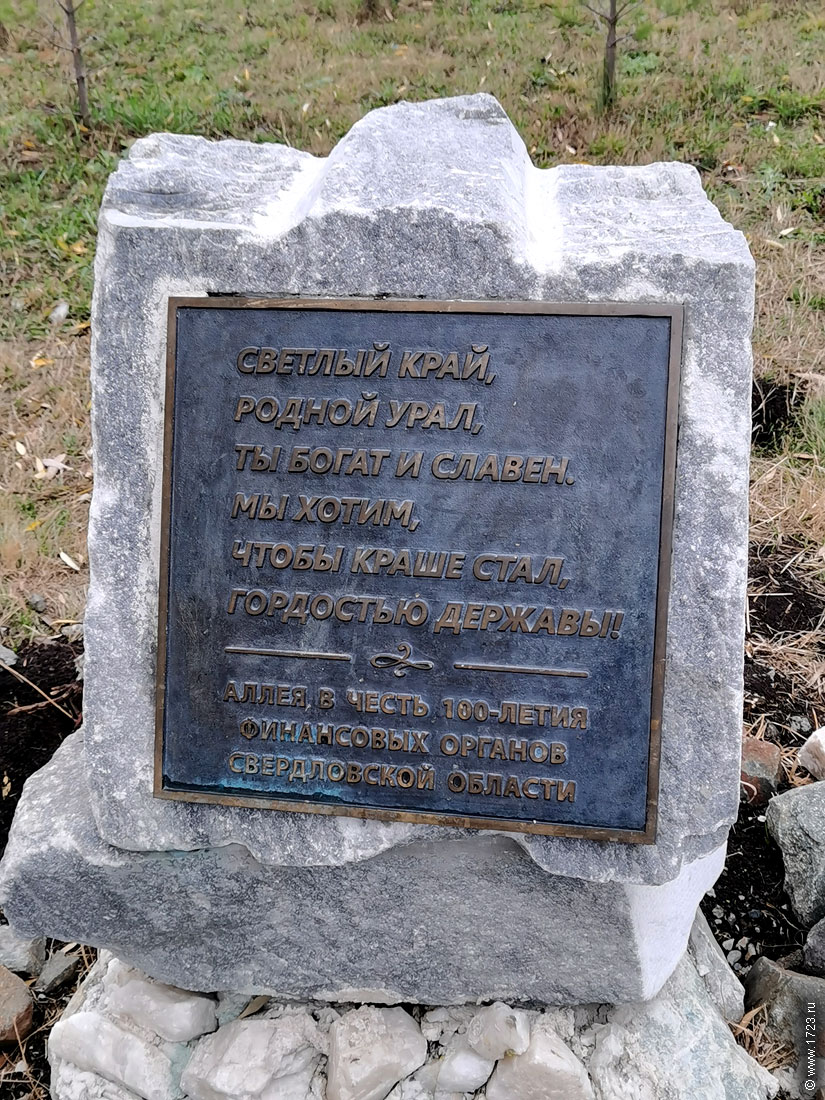 СВЕТЛЫЙ КРАЙ,
РОДНОЙ УРАЛ,
ТЫ БОГАТ И СЛАВЕН.
МЫ ХОТИМ,
ЧТОБЫ КРАШЕ СТАЛ,
ГОРДОСТЬЮ ДЕРЖАВЫ!
АЛЛЕЯ В ЧЕСТЬ 100-ЛЕТИЯ
ФИНАНСОВЫХ ОРГАНОВ
СВЕРДЛОВСКОЙ ОБЛАСТИ
© www.1723.ru